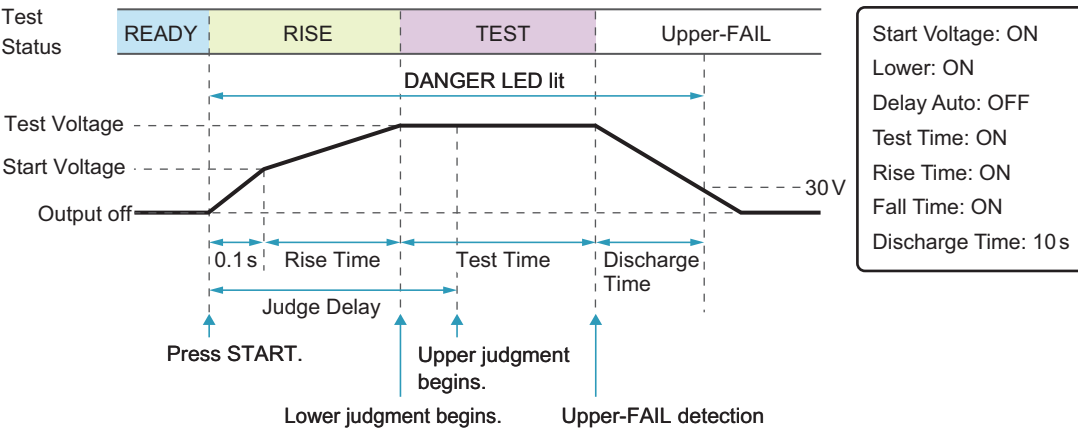 Test
Status
READY
RISE
TEST
Upper-FAIL
DANGER LED lit
Test Voltage
Start Voltage
Output off
30 V
0.1 s
Rise Time
Test Time
Discharge
Time
Judge Delay
Press START.
Upper judgment
begins.
Lower judgment begins.
Upper-FAIL detection
Start Voltage: ON
Lower: ON
Delay Auto: OFF
Test Time: ON
Rise Time: ON
Fall Time: ON
Discharge Time: 10 s